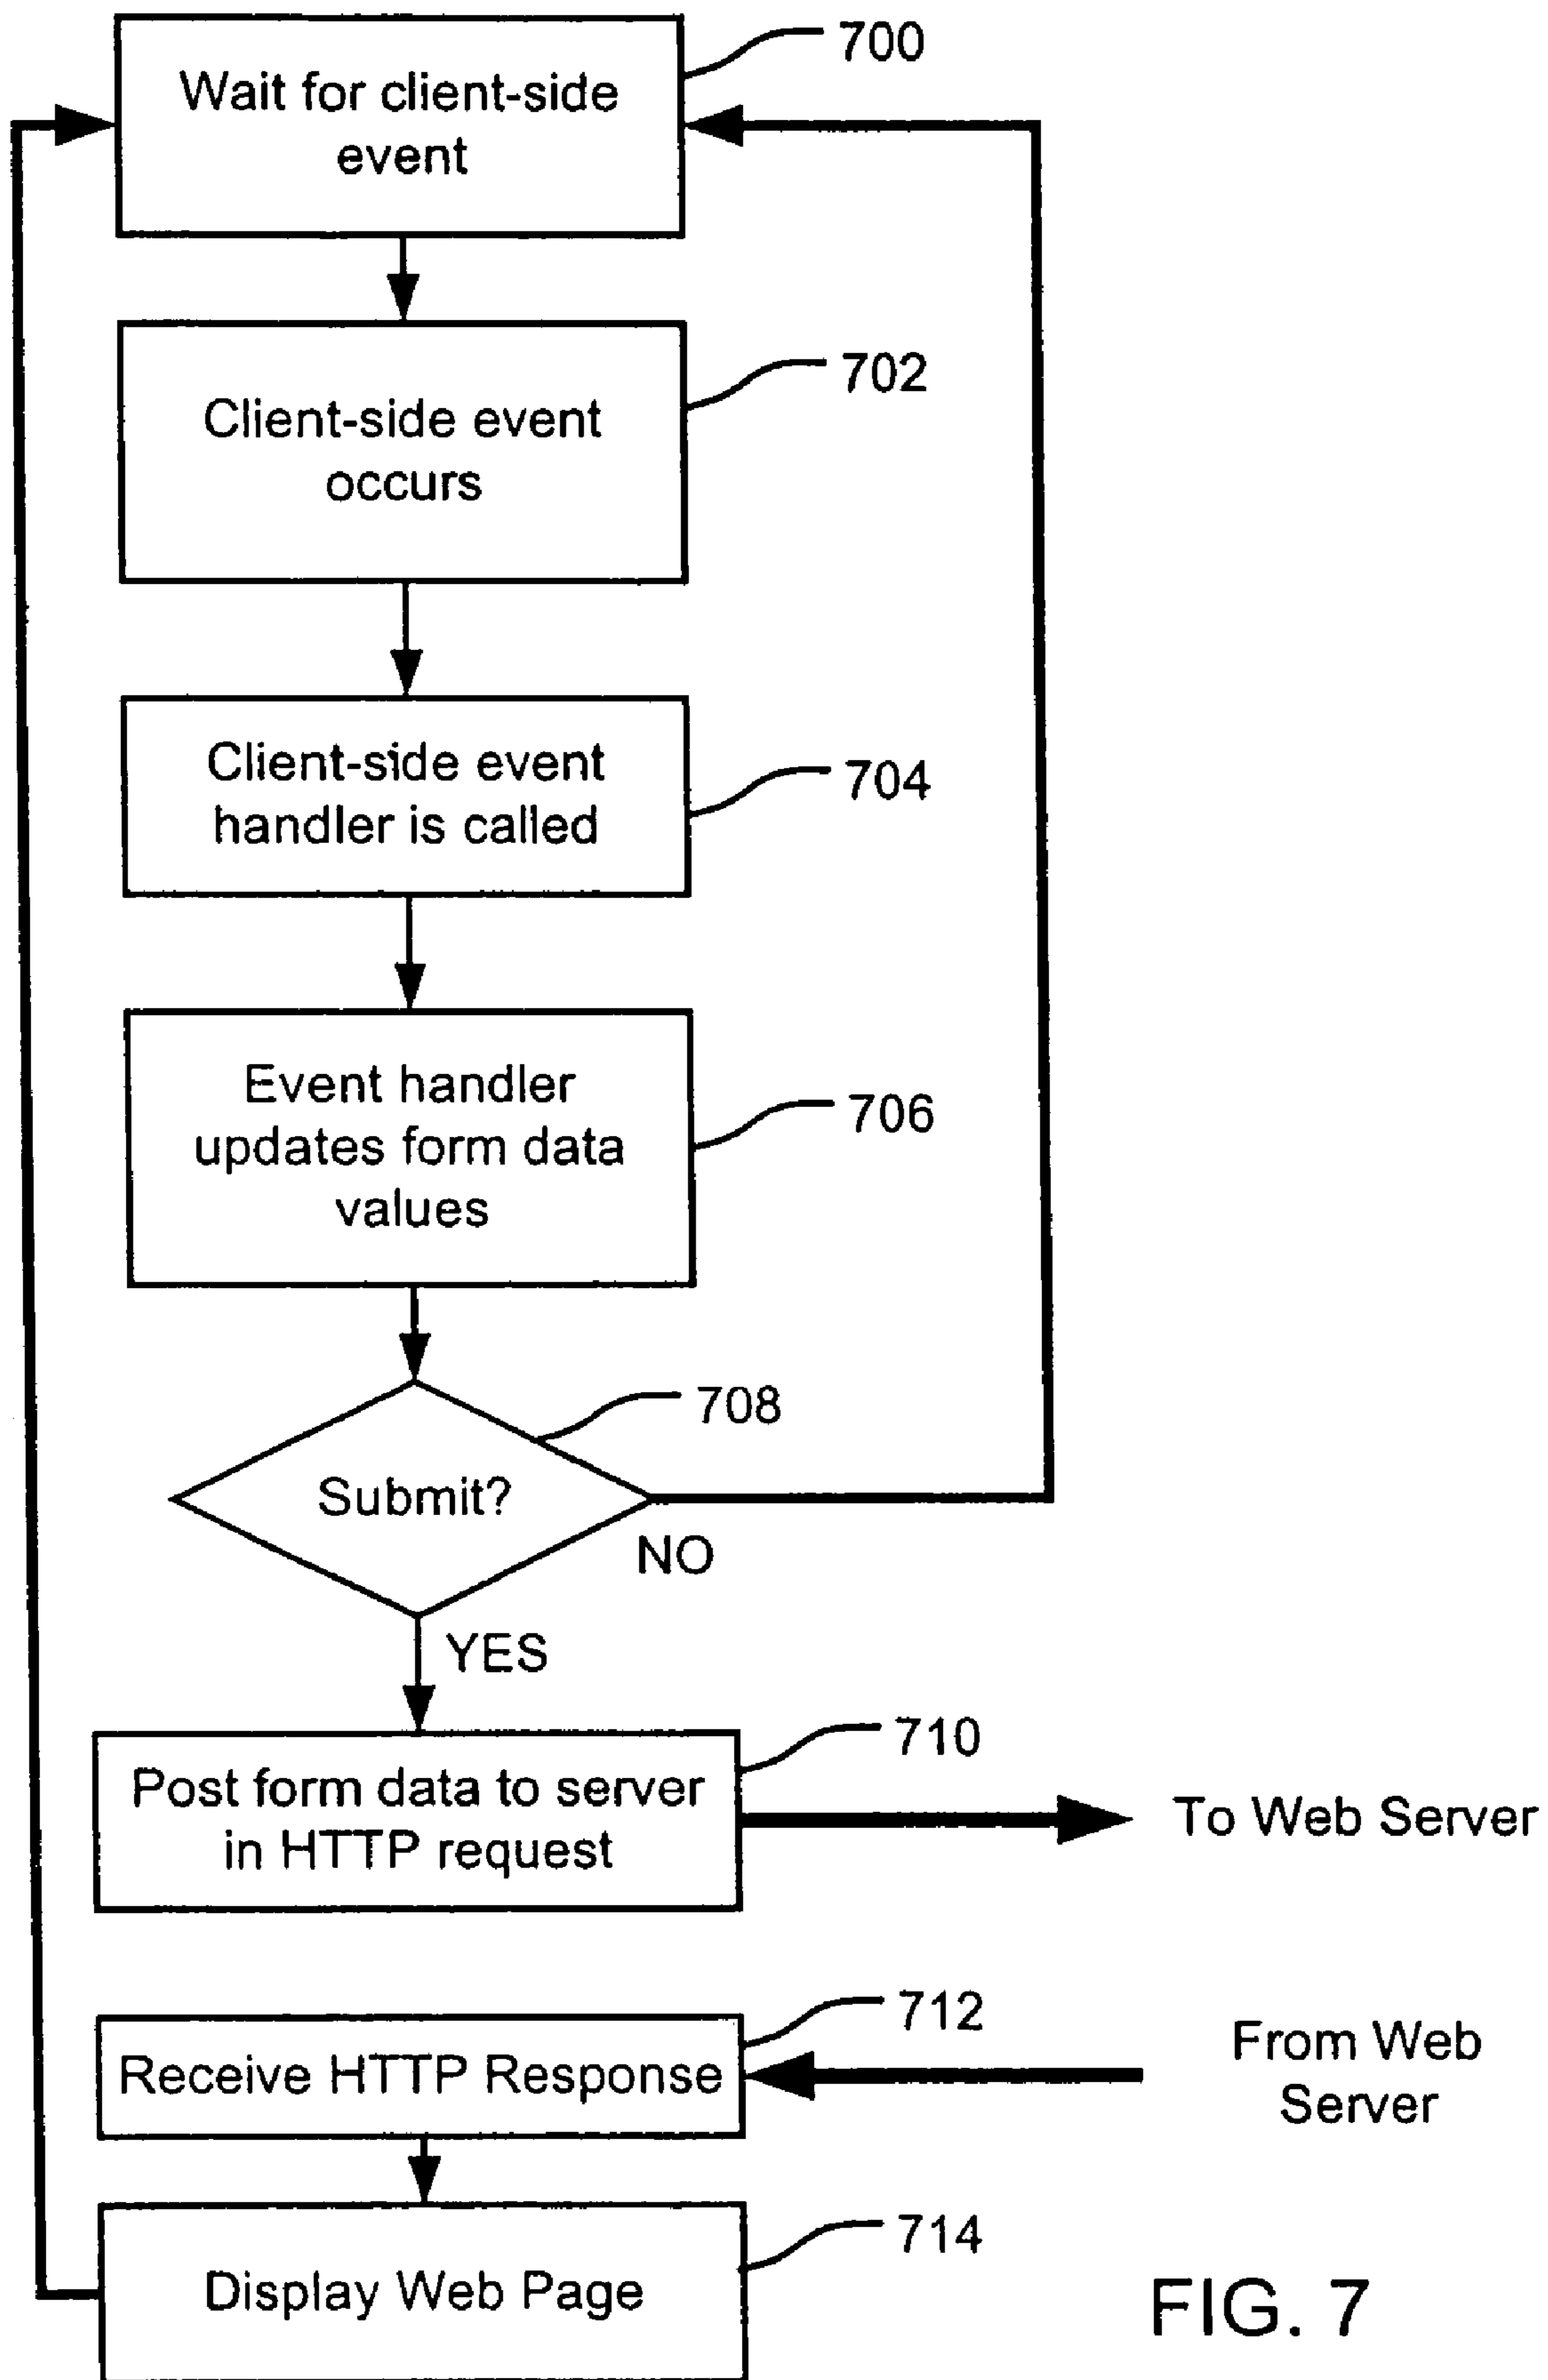 700
Wait for client-side
event
702
Client-side event
occurs
704
Client-side event
handler is called
706
Event handler
updates form data
values
708
Submit?
NO
YES
710
Post form data to server
in HTTP request
To Web Server
712
Receive HTTP Response
From Web
Server
714
Display Web Page
FIG. 7